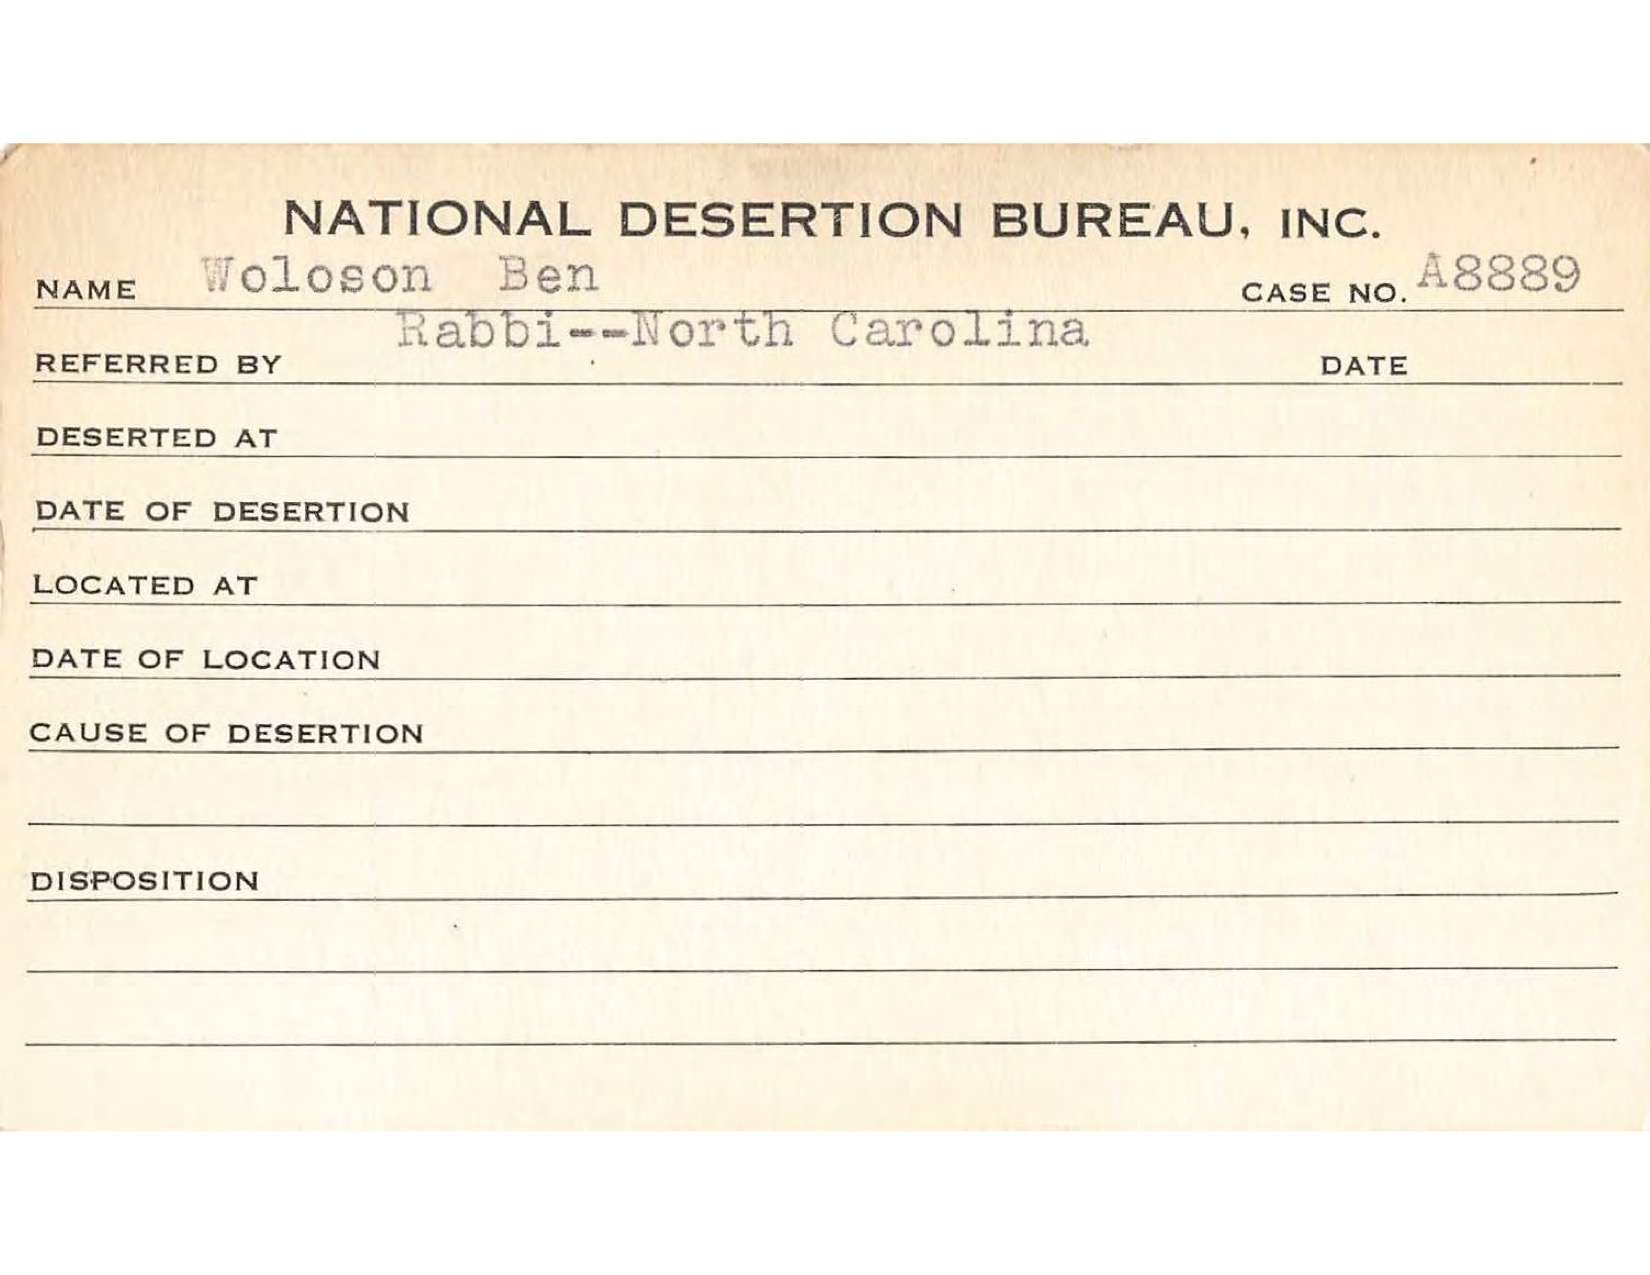 NATIONAL DESERTION BUREAU, INC.
NAME Woloson Ben CASE NO. A8889
Rabbi--North Carolina
REFERRED BY DATE
DESERTED AT
DATE OF DESERTION
LOCATED AT
DATE OF LOCATION
CAUSE OF DESERTION
DISPOSITION